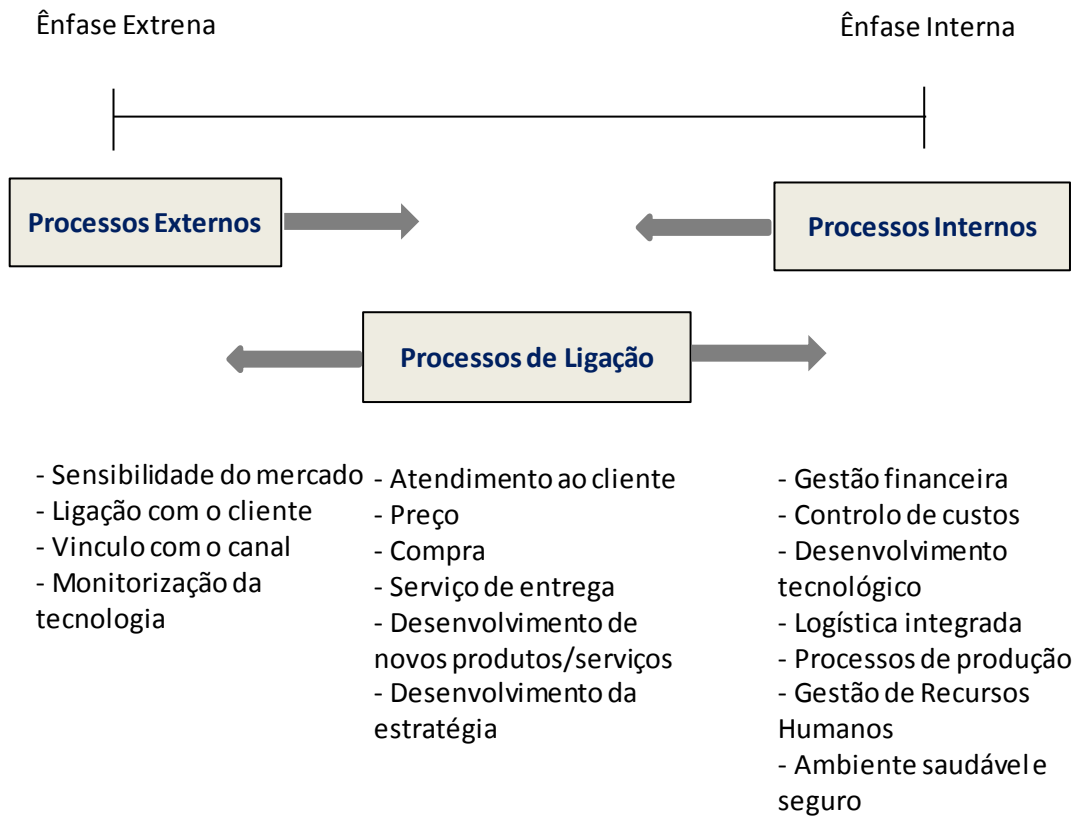 Ênfase Extrena
Ênfase Interna
Processos Externos
Processos Internos
Processos de Ligação
- Sensibilidade do mercado
- Ligação com o cliente
- Vinculo com o canal
- Monitorização da
tecnologia
- Atendimento ao cliente
- Preço
- Compra
- Serviço de entrega
- Desenvolvimento de
novos produtos/serviços
- Desenvolvimento da
estratégia
- Gestão financeira
- Controlo de custos
- Desenvolvimento
tecnológico
- Logística integrada
- Processos de produção
- Gestão de Recursos
Humanos
- Ambiente saudável e
seguro